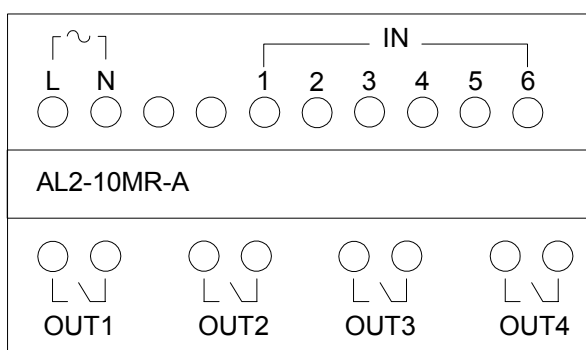 IN
L N 1 2 3 4 5 6
AL2-10MR-A
OUT1 OUT2 OUT3 OUT4